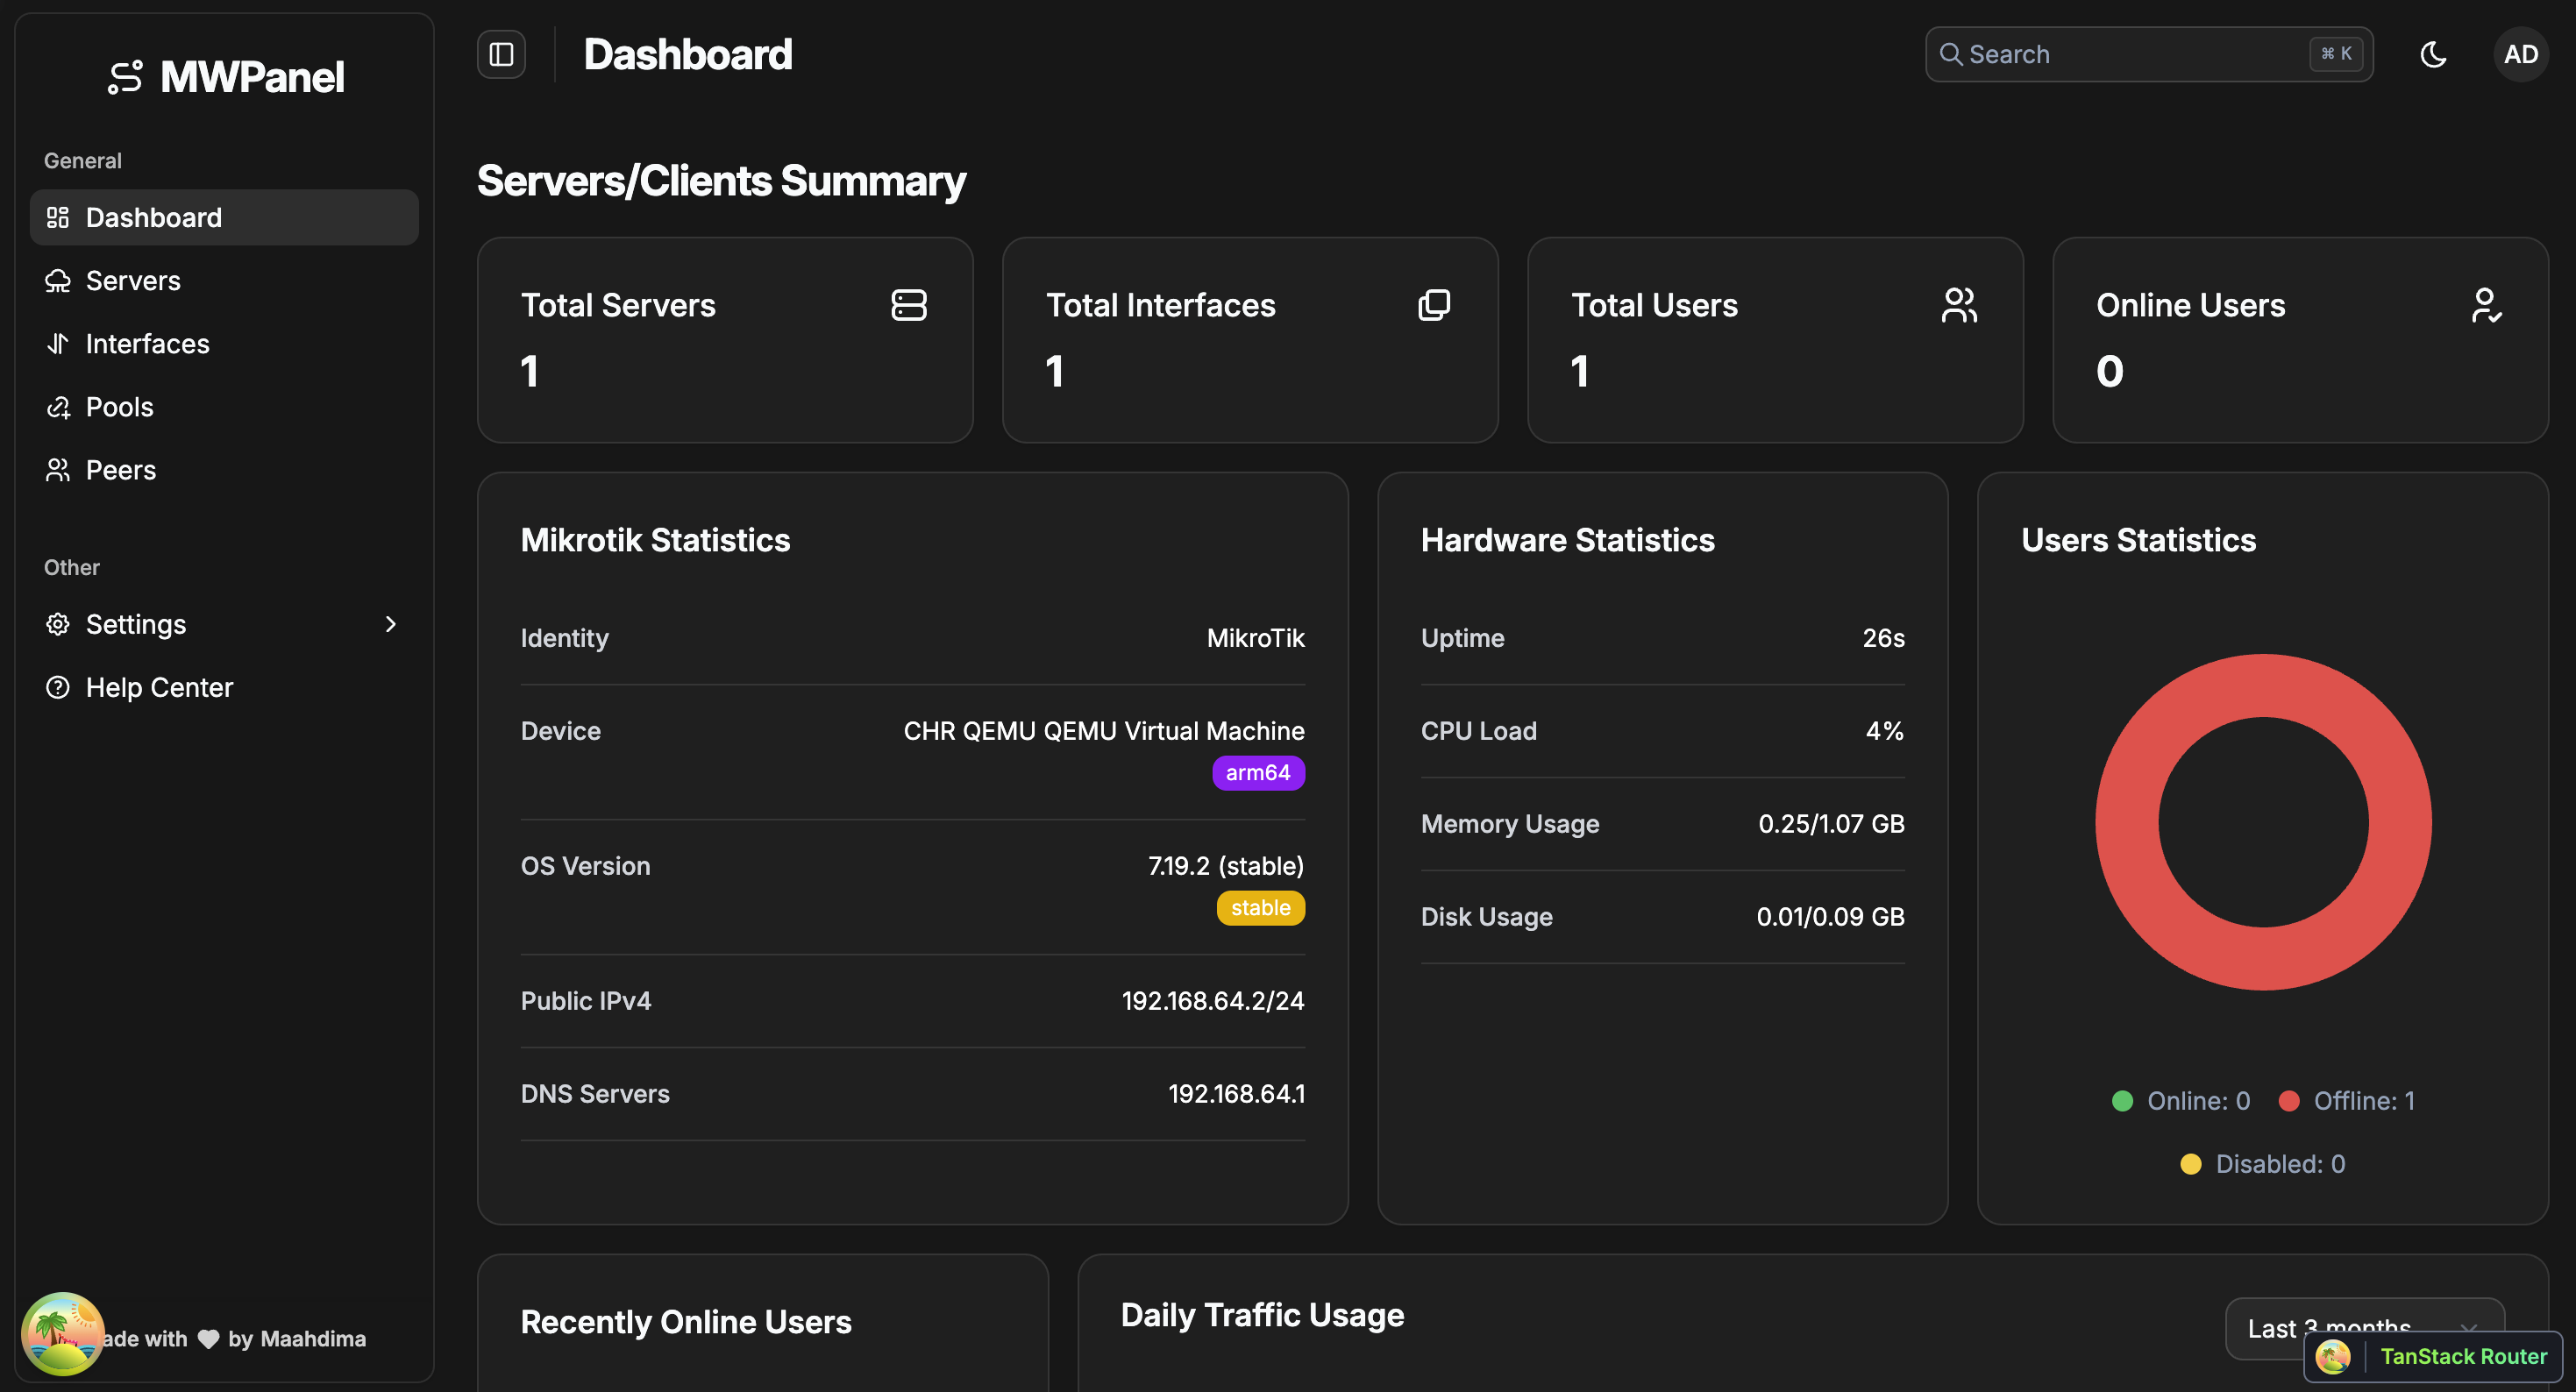 MWPanel
General
Dashboard
Servers
Interfaces
Pools
Peers
Other
Settings
Help Center
ade with by Maahdima
Dashboard
Search ⌘ K
AD
Servers/Clients Summary
Total Servers
1
Total Interfaces
1
Total Users
1
Online Users
0
Mikrotik Statistics
Identity MikroTik
Device CHR QEMU QEMU Virtual Machine
arm64
OS Version 7.19.2 (stable)
stable
Public IPv4 192.168.64.2/24
DNS Servers 192.168.64.1
Hardware Statistics
Uptime 26s
CPU Load 4%
Memory Usage 0.25/1.07 GB
Disk Usage 0.01/0.09 GB
Users Statistics
Online: 0 Offline: 1
Disabled: 0
Recently Online Users
Daily Traffic Usage
Last 3 months
TanStack Router